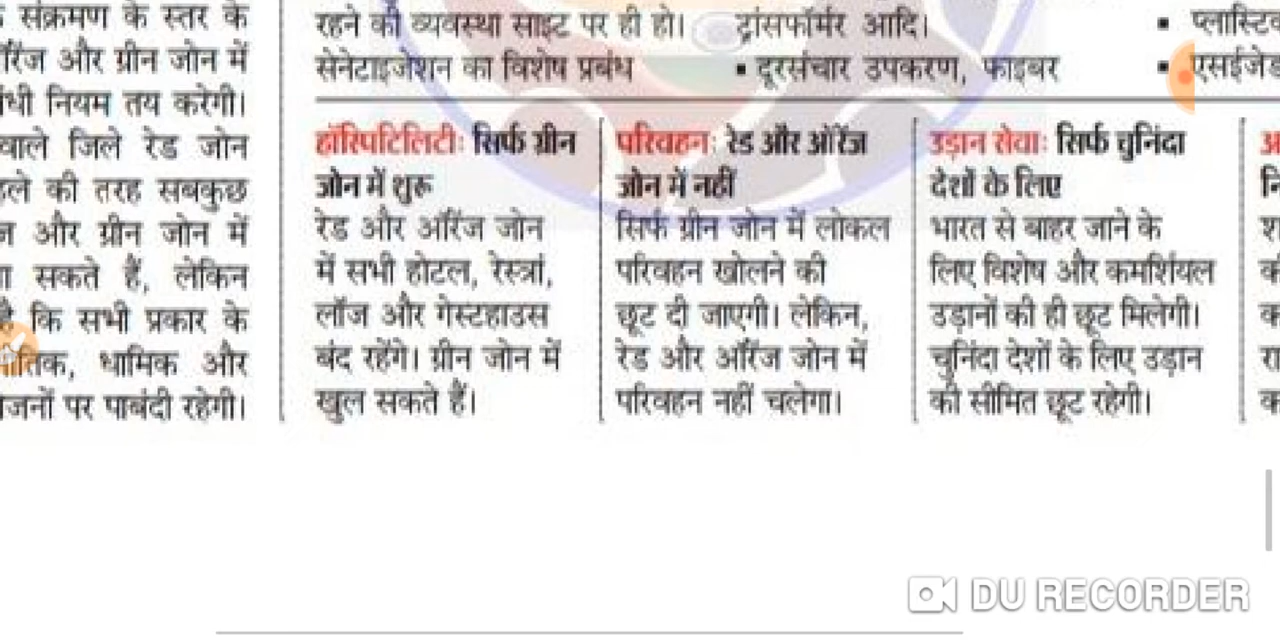 संक्रमण के स्तर के
और ग्रीन जोन में
नियम तय करेगी।
वाले जिले रेड जोन
की तरह सबकुछ
और ग्रीन जोन में
सकते हैं, लेकिन
है कि सभी प्रकार के
धामिक और
पर पाबंदी रहेगी।
रहने की व्यवस्था साइट पर ही हो।
सेनेटाइजेशन का विशेष प्रबंध
ट्रांसफॉर्मर आदि।
▪ दूरसंचार उपकरण, फाइबर
हॉस्पिटिलिटी: सिर्फ ग्रीन
जोन में शुरू
रेड और ऑरेंज जोन
में सभी होटल, रेस्त्रां,
लॉज और गेस्टहाउस
बंद रहेंगे। ग्रीन जोन में
खुल सकते हैं।
परिवहन: रेड और ऑरेंज
जोन में नहीं
सिर्फ ग्रीन जोन में लोकल
परिवहन खोलने की
छूट दी जाएगी। लेकिन,
रेड और ऑरेंज जोन में
परिवहन नहीं चलेगा।
उड़ान सेवा: सिर्फ चुनिंदा
देशों के लिए
भारत से बाहर जाने के
लिए विशेष और कमर्शियल
उड़ानों की ही छूट मिलेगी।
चुनिंदा देशों के लिए उड़ान
की सीमित छूट रहेगी।
DU RECORDER